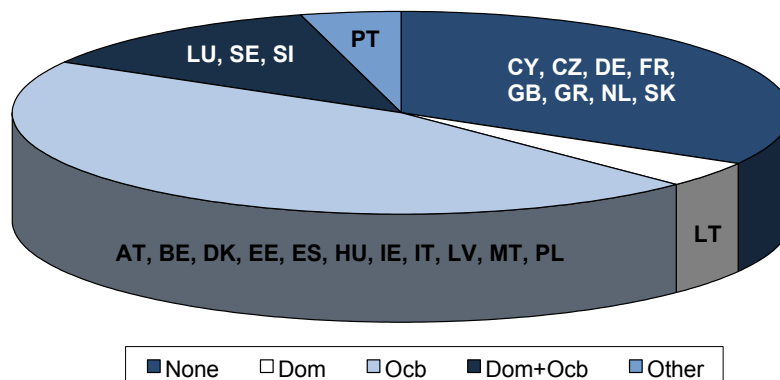 LU, SE, SI
PT
CY, CZ, DE, FR,
GB, GR, NL, SK
LT
AT, BE, DK, EE, ES, HU, IE, IT, LV, MT, PL
None Dom Ocb Dom+Ocb Other